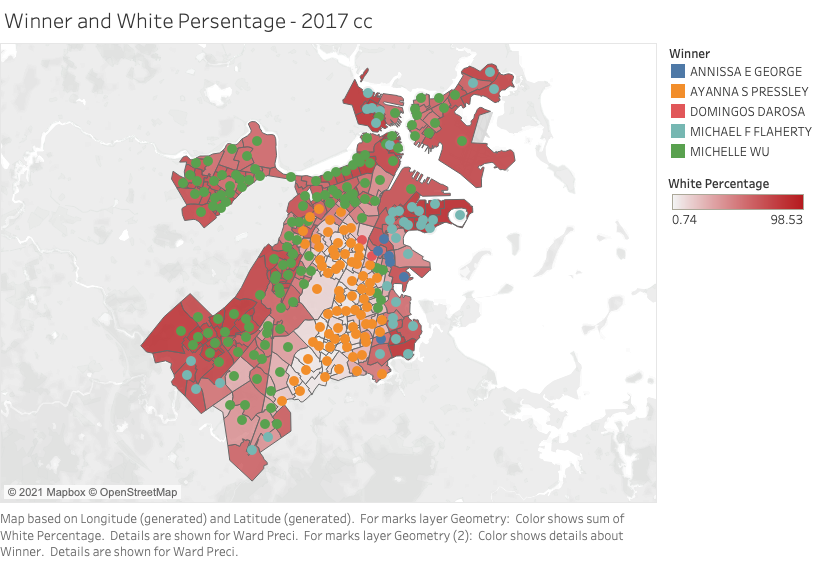 Winner and White Persentage - 2017 cc
Winner
ANNISSA E GEORGE
AYANNA S PRESSLEY
DOMINGOS DAROSA
MICHAEL F FLAHERTY
MICHELLE WU
White Percentage
0.74 98.53
© 2021 Mapbox © OpenStreetMap
Map based on Longitude (generated) and Latitude (generated). For marks layer Geometry: Color shows sum of
White Percentage. Details are shown for Ward Preci. For marks layer Geometry (2): Color shows details about
Winner. Details are shown for Ward Preci.